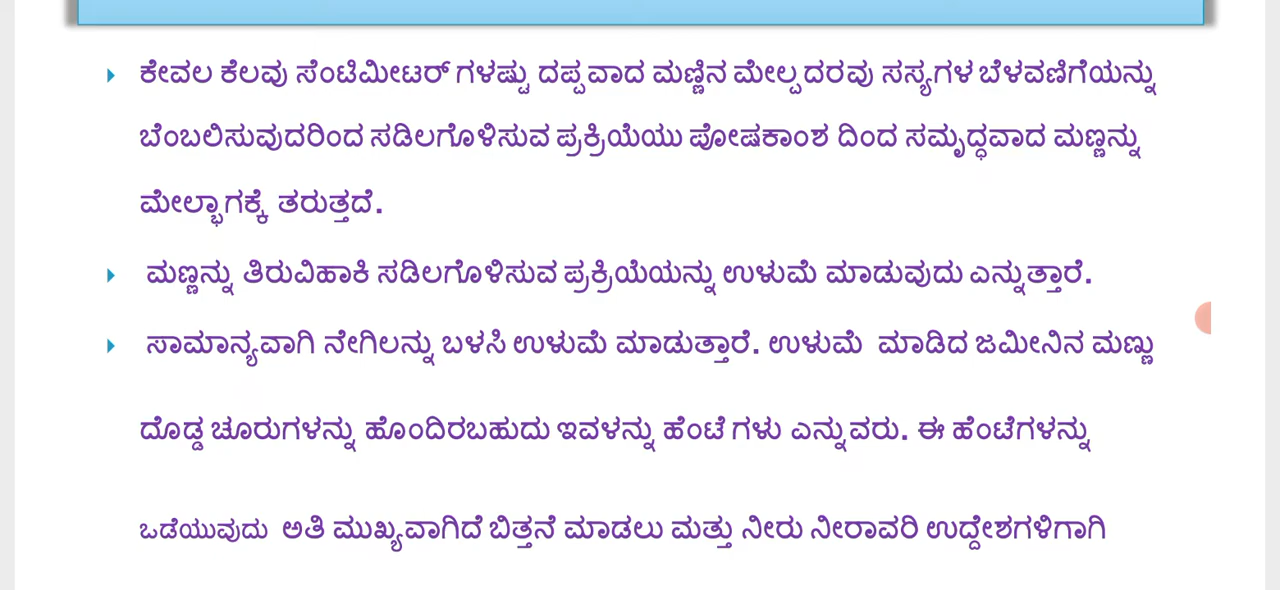 ಕೇವಲ ಕೆಲವು ಸೆಂಟಿಮೀಟರ್ ಗಳಷ್ಟು ದಪ್ಪವಾದ ಮಣ್ಣಿನ ಮೇಲ್ಪದರವು ಸಸ್ಯಗಳ ಬೆಳವಣಿಗೆಯನ್ನು
ಬೆಂಬಲಿಸುವುದರಿಂದ ಸಡಿಲಗೊಳಿಸುವ ಪ್ರಕ್ರಿಯೆಯು ಪೋಷಕಾಂಶ ದಿಂದ ಸಮೃದ್ಧವಾದ ಮಣ್ಣನ್ನು
ಮೇಲ್ಭಾಗಕ್ಕೆ ತರುತ್ತದೆ.
ಮಣ್ಣನ್ನು ತಿರುವಿಹಾಕಿ ಸಡಿಲಗೊಳಿಸುವ ಪ್ರಕ್ರಿಯೆಯನ್ನು ಉಳುಮೆ ಮಾಡುವುದು ಎನ್ನುತ್ತಾರೆ.
ಸಾಮಾನ್ಯವಾಗಿ ನೇಗಿಲನ್ನು ಬಳಸಿ ಉಳುಮೆ ಮಾಡುತ್ತಾರೆ. ಉಳುಮೆ ಮಾಡಿದ ಜಮೀನಿನ ಮಣ್ಣು
ದೊಡ್ಡ ಚೂರುಗಳನ್ನು ಹೊಂದಿರಬಹುದು ಇವಳನ್ನು ಹೆಂಟೆ ಗಳು ಎನ್ನುವರು. ಈ ಹೆಂಟೆಗಳನ್ನು
ಒಡೆಯುವುದು ಅತಿ ಮುಖ್ಯವಾಗಿದೆ ಬಿತ್ತನೆ ಮಾಡಲು ಮತ್ತು ನೀರು ನೀರಾವರಿ ಉದ್ದೇಶಗಳಿಗಾಗಿ